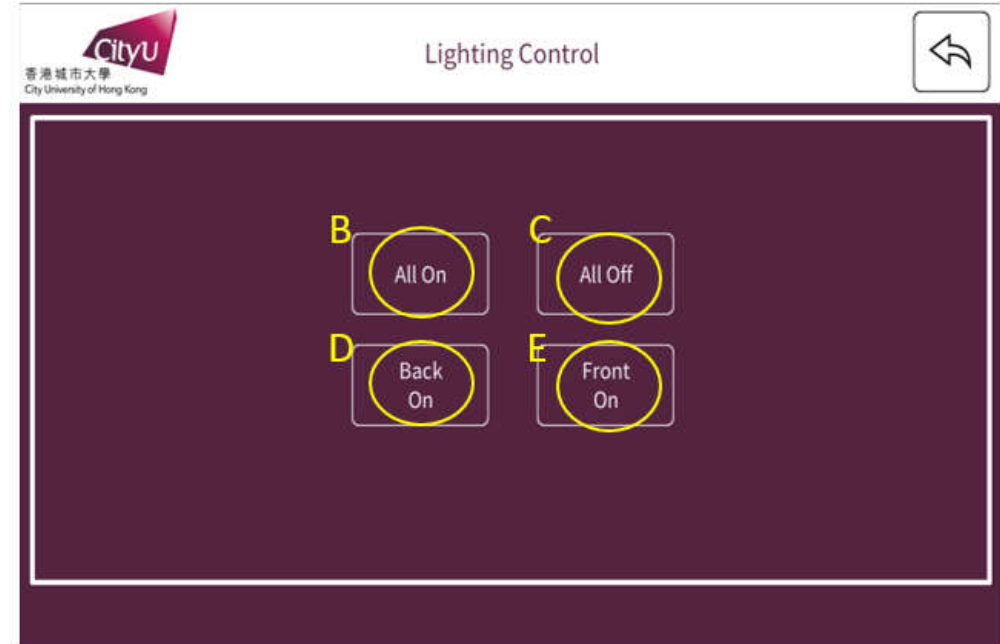 CityU
香港城市大學
City University of Hong Kong
Lighting Control
B
All On
C
All Off
D
Back
On
E
Front
On